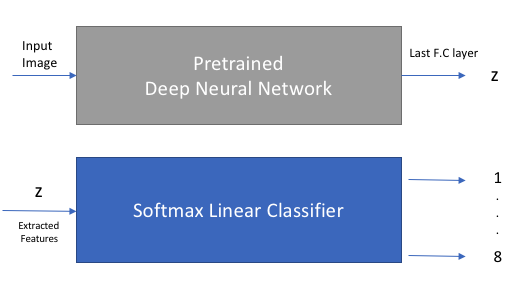 Input
Image
Pretrained
Deep Neural Network
Last F.C layer
z
z
Extracted
Features
Softmax Linear Classifier
1
.
.
.
8